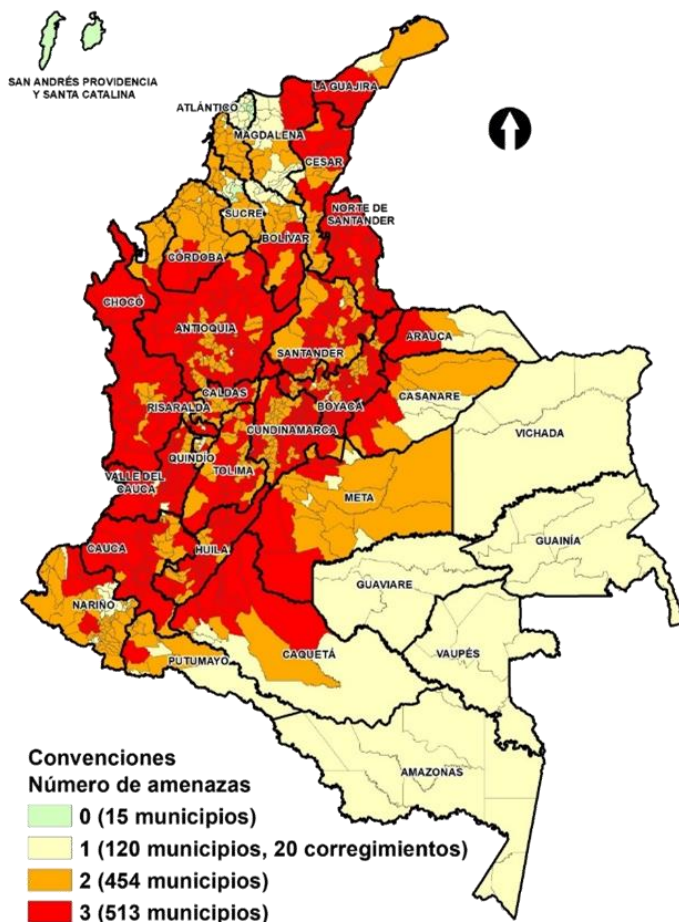 SAN ANDRÉS PROVIDENCIA
Y SANTA CATALINA
LA GUAJIRA
ATLÁNTICO
MAGDALENA
CESAR
NORTE DE
SANTANDER
SUCRE
BOLÍVAR
CÓRDOBA
CHOCÓ
ANTIOQUIA
ARAUCA
SANTANDER
CASANARE
CALDAS
BOYACÁ
RISARALDA
CUNDINAMARCA
VICHADA
QUINDÍO
TOLIMA
VALLE DEL
CAUCA
META
GUAINÍA
CAUCA
HUILA
GUAVIARE
NARIÑO
VAUPÉS
CAQUETÁ
PUTUMAYO
AMAZONAS
Convenciones
Número de amenazas
0 (15 municipios)
1 (120 municipios, 20 corregimientos)
2 (454 municipios)
3 (513 municipios)